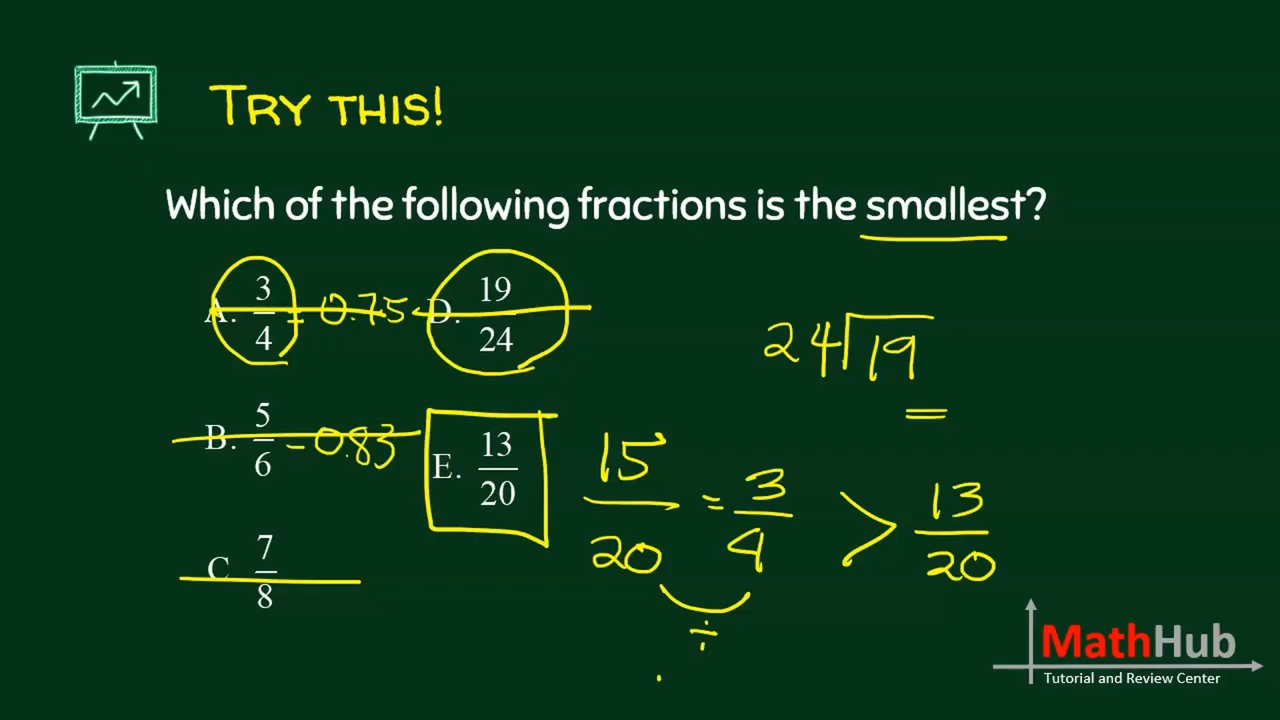 TRY THIS!
Which of the following fractions is the smallest?
A. 3/4 = 0.75
D. 19/24
24 19
B. 5/6 - 0.83
E. 13/20
15/20 = 3/4 > 13/20
÷
C 7/8
MathHub
Tutorial and Review Center